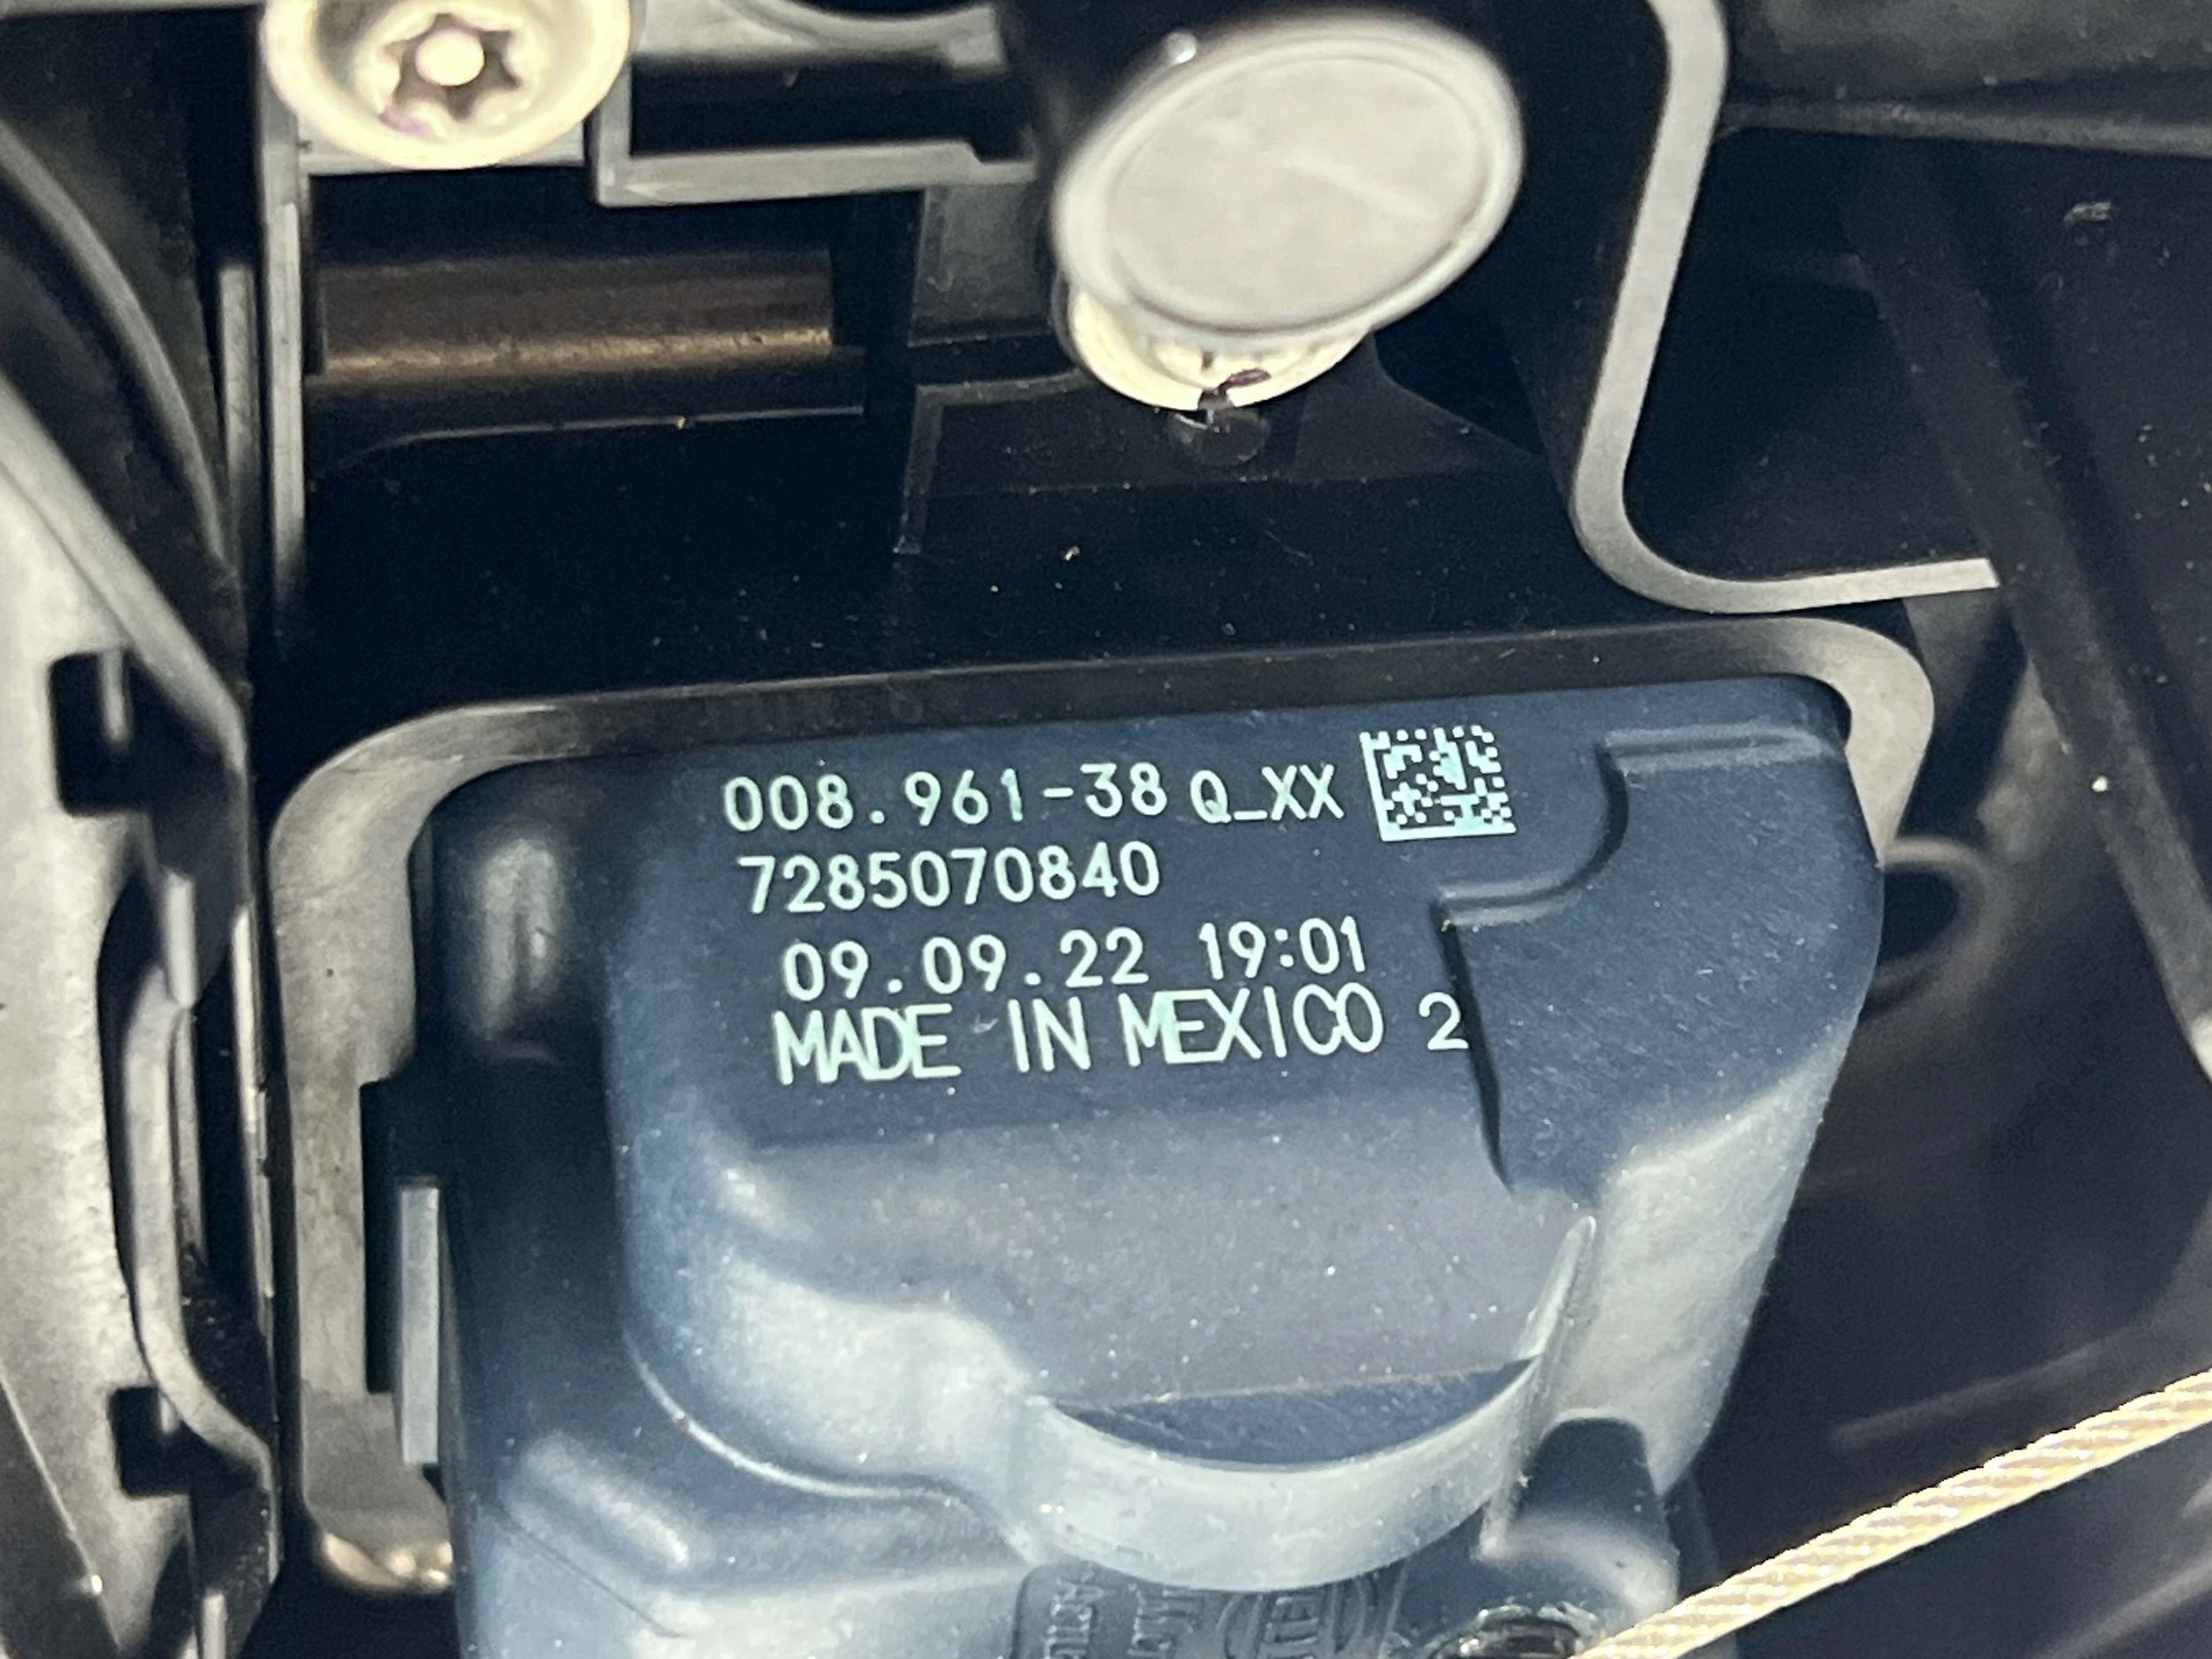 008.961-38 Q_XX
7285070840
09.09.22 19:01
MADE IN MEXICO 2